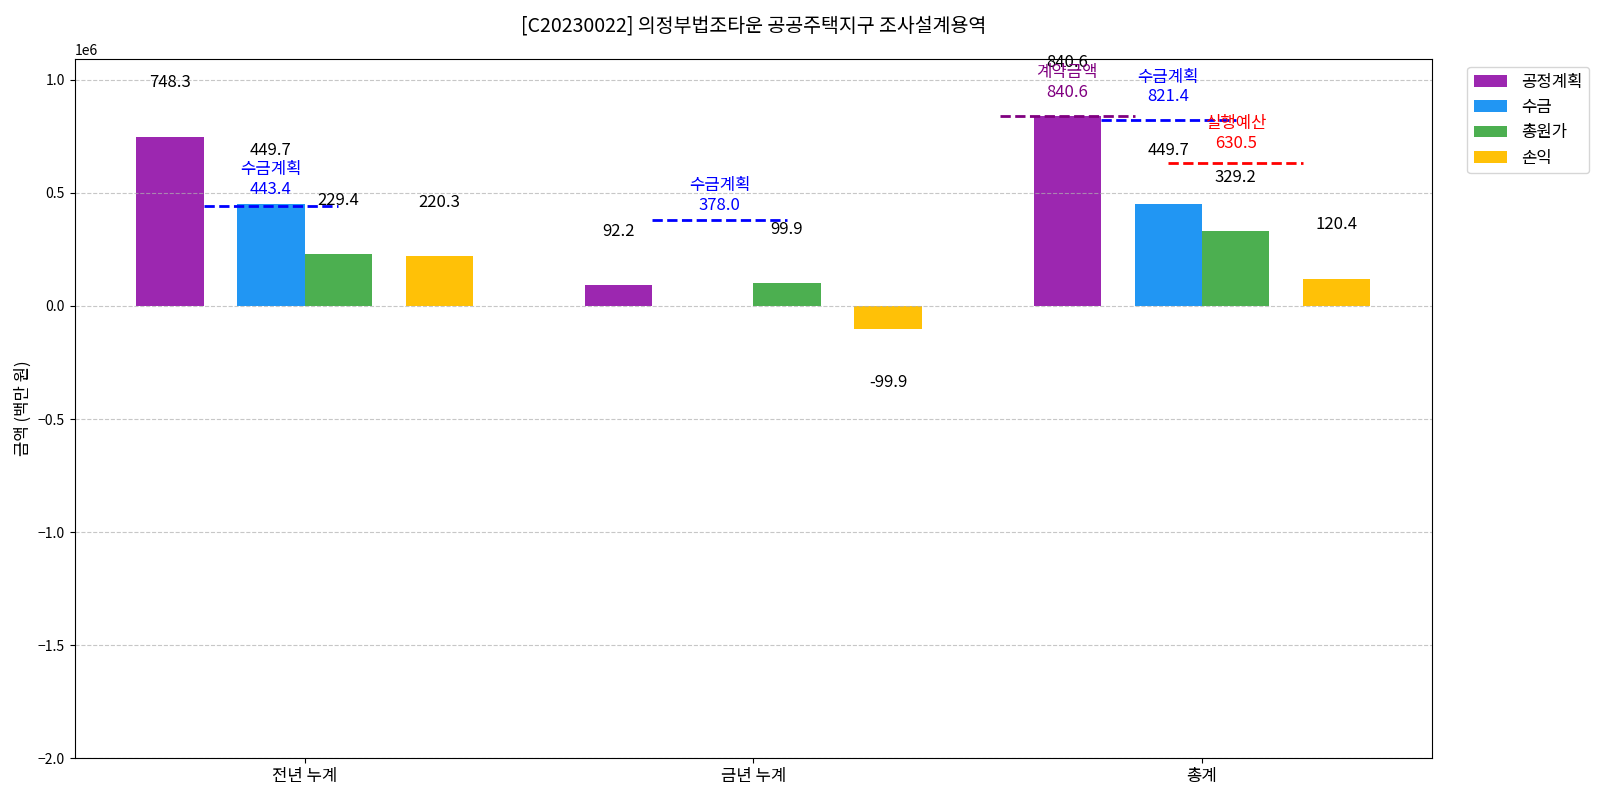 [C20230022] 의정부법조타운 공공주택지구 조사설계용역
1e6
1.0
0.5
0.0
−0.5
−1.0
−1.5
−2.0
금액 (백만 원)
748.3
449.7
수금계획
443.4
229.4
220.3
92.2
수금계획
378.0
99.9
-99.9
840.6
계약금액
840.6
수금계획
821.4
449.7
실행예산
630.5
329.2
120.4
전년 누계
금년 누계
총계
공정계획
수금
총원가
손익